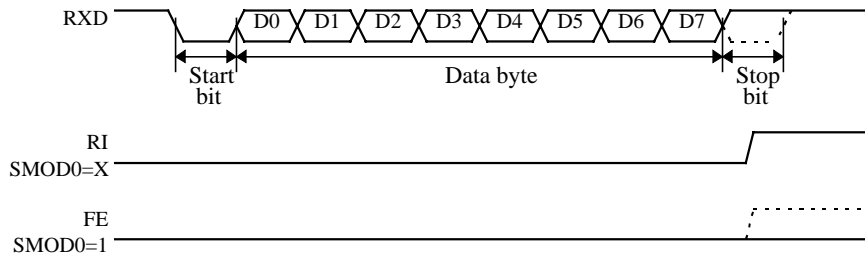 RXD
D0 D1 D2 D3 D4 D5 D6 D7
Start
bit
Data byte
Stop
bit
RI
SMOD0=X
FE
SMOD0=1